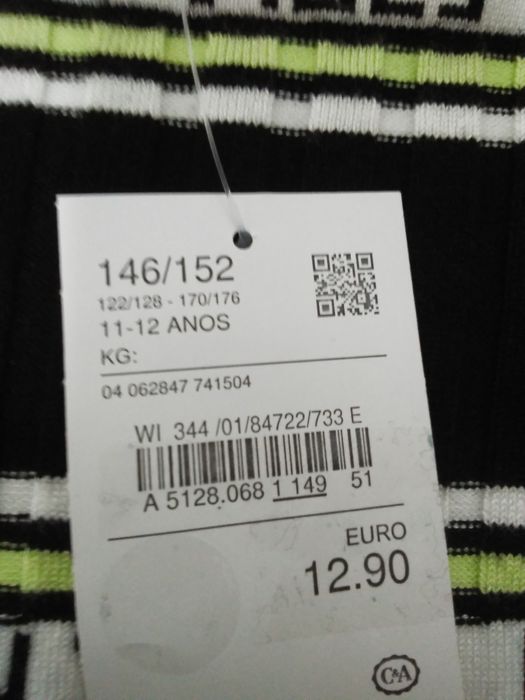 146/152
122/128 - 170/176
11-12 ANOS
KG:
04 062847 741504
WI 344 /01/84722/733 E
A 5128.068 1 149 51
EURO
12.90
C&A